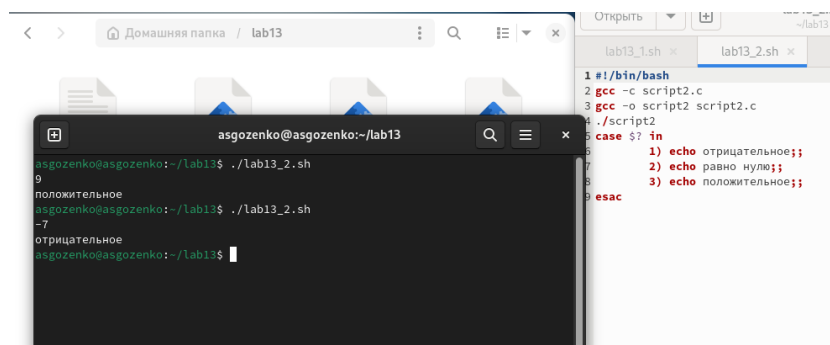 Домашняя папка / lab13
Открыть
~/lab13
lab13_1.sh ×
lab13_2.sh ×
asgozenko@asgozenko:~/lab13
asgozenko@asgozenko:~/lab13$ ./lab13_2.sh
9
положительное
asgozenko@asgozenko:~/lab13$ ./lab13_2.sh
-7
отрицательное
asgozenko@asgozenko:~/lab13$
1 #!/bin/bash
2 gcc -c script2.c
3 gcc -o script2 script2.c
4 ./script2
5 case $? in
6 1) echo отрицательное;;
7 2) echo равно нулю;;
8 3) echo положительное;;
9 esac